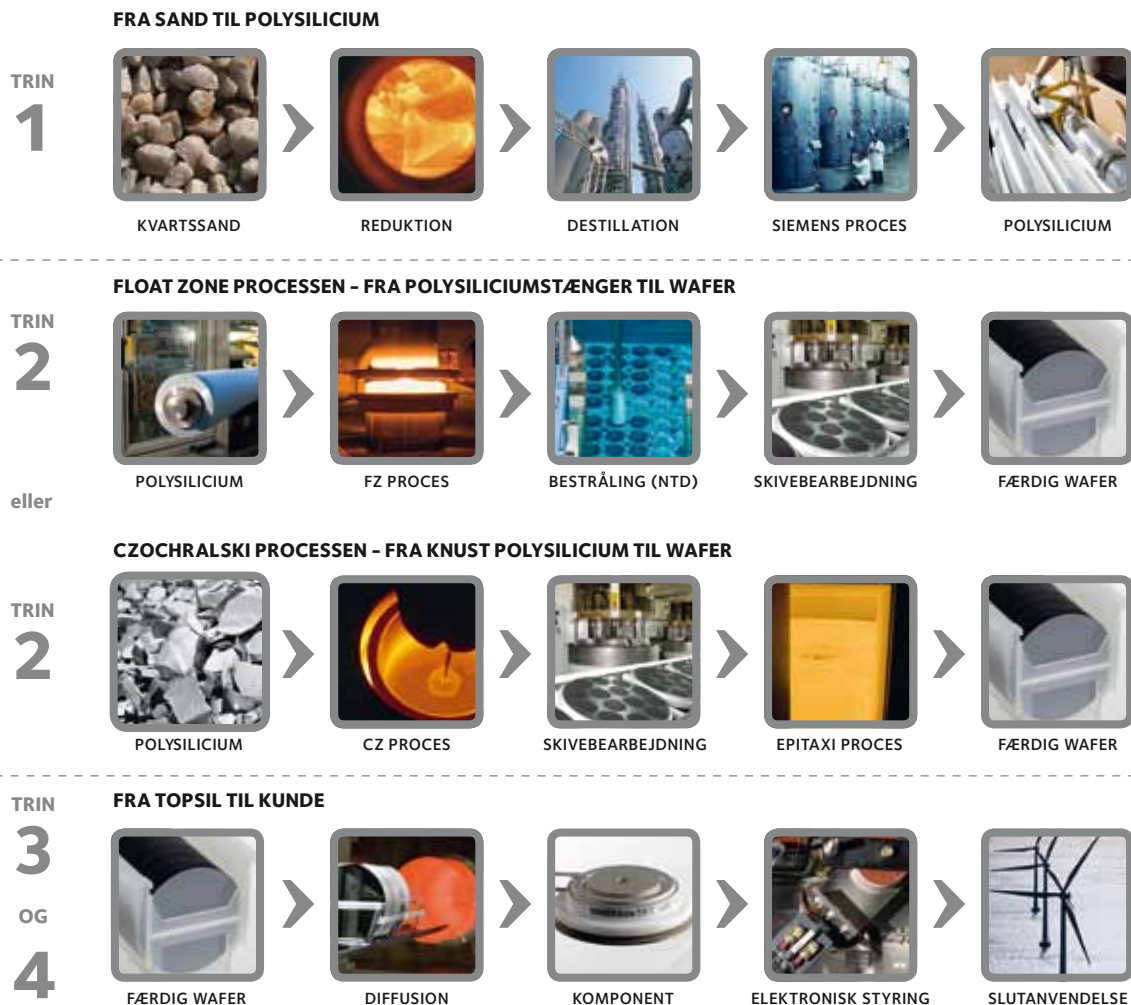 FRA SAND TIL POLYSILICIUM
TRIN
1
KVARTSSAND
REDUKTION
DESTILLATION
SIEMENS PROCES
POLYSILICIUM
FLOAT ZONE PROCESSEN – FRA POLYSILICIUMSTÆNGER TIL WAFER
TRIN
2
POLYSILICIUM
FZ PROCES
BESTRÅLING (NTD)
SKIVEBEARBEJDNING
FÆRDIG WAFER
eller
CZOCHRALSKI PROCESSEN – FRA KNUST POLYSILICIUM TIL WAFER
TRIN
2
POLYSILICIUM
CZ PROCES
SKIVEBEARBEJDNING
EPITAXI PROCES
FÆRDIG WAFER
TRIN
3
OG
4
FRA TOPSIL TIL KUNDE
FÆRDIG WAFER
DIFFUSION
KOMPONENT
ELEKTRONISK STYRING
SLUTANVENDELSE